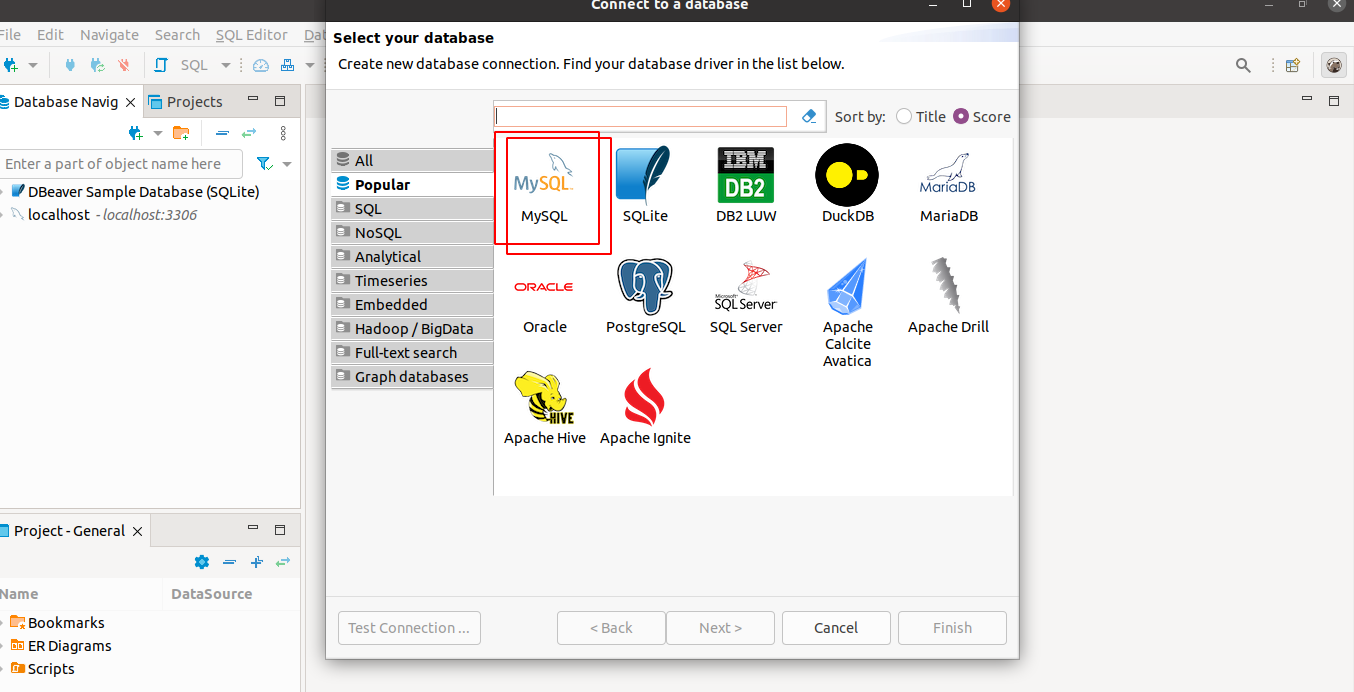 Connect to a database
File Edit Navigate Search SQL Editor Dat
Select your database
Create new database connection. Find your database driver in the list below.
SQL
Database Navig
Projects
Enter a part of object name here
DBeaver Sample Database (SQLite)
localhost - localhost:3306
Sort by: Title Score
All
Popular
SQL
NoSQL
Analytical
Timeseries
Embedded
Hadoop / BigData
Full-text search
Graph databases
MySQL
MySQL
SQLite
IBM
DB2
DB2 LUW
DuckDB
MariaDB
MariaDB
ORACLE
Oracle
PostgreSQL
Microsoft
SQL Server
SQL Server
Apache
Calcite
Avatica
Apache Drill
HIVE
Apache Hive
Apache Ignite
Project - General
Name DataSource
Bookmarks
ER Diagrams
Scripts
Test Connection ...
< Back
Next >
Cancel
Finish